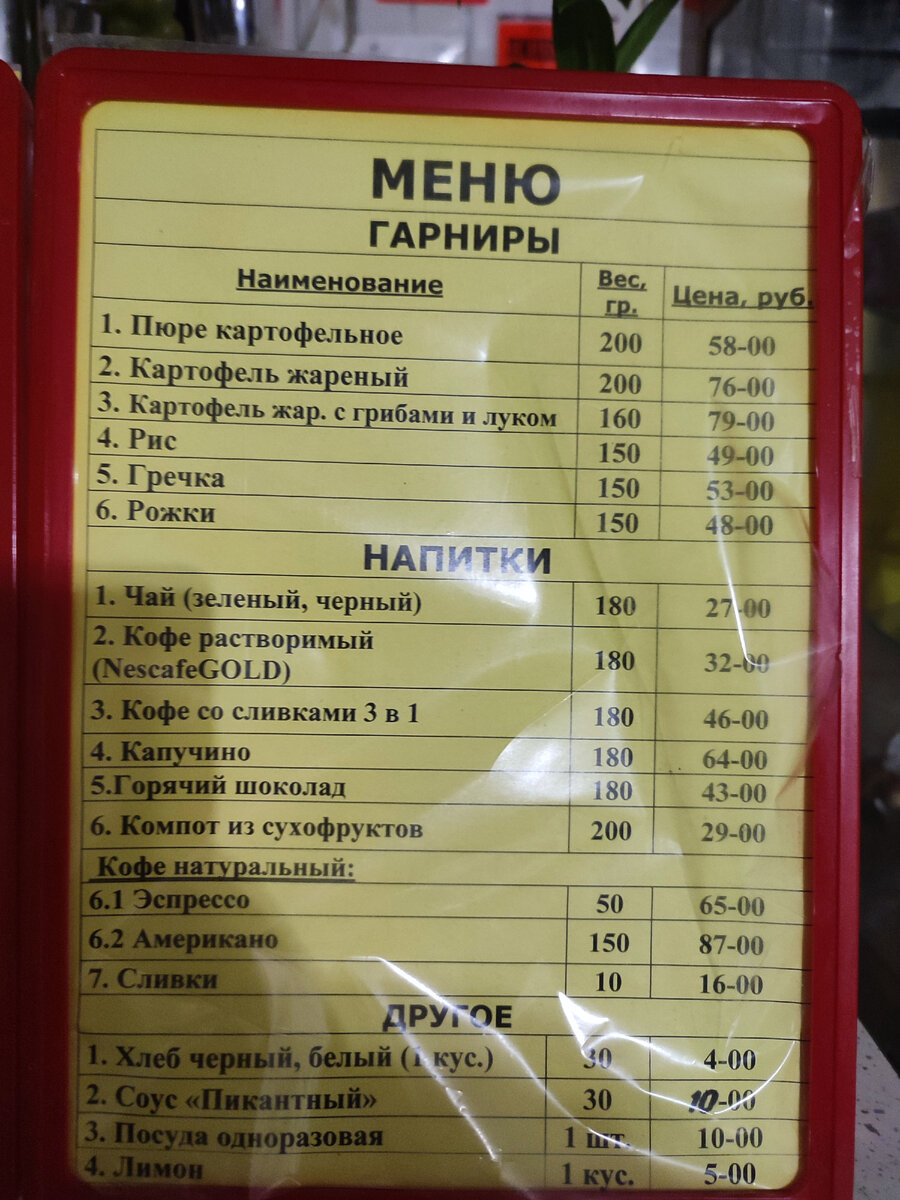 МЕНЮ
ГАРНИРЫ
Наименование Вес, гр. Цена, руб.
1. Пюре картофельное 200 58-00
2. Картофель жареный 200 76-00
3. Картофель жар. с грибами и луком 160 79-00
4. Рис 150 49-00
5. Гречка 150 53-00
6. Рожки 150 48-00
НАПИТКИ
1. Чай (зеленый, черный) 180 27-00
2. Кофе растворимый
(NescafeGOLD) 180 32-00
3. Кофе со сливками 3 в 1 180 46-00
4. Капучино 180 64-00
5.Горячий шоколад 180 43-00
6. Компот из сухофруктов 200 29-00
Кофе натуральный:
6.1 Эспрессо 50 65-00
6.2 Американо 150 87-00
7. Сливки 10 16-00
ДРУГОЕ
1. Хлеб черный, белый (1 кус.) 30 4-00
2. Соус «Пикантный» 30 10-00
3. Посуда одноразовая 1 шт. 10-00
4. Лимон 1 кус. 5-00